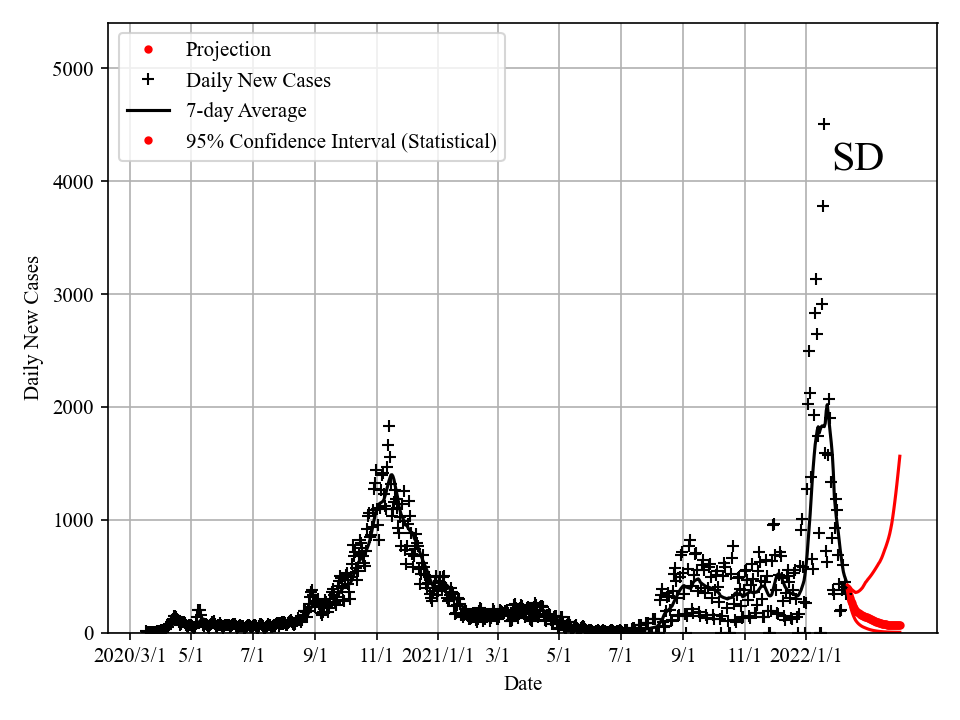 Projection
Daily New Cases
7-day Average
95% Confidence Interval (Statistical)
SD
5000
4000
3000
2000
1000
0
Daily New Cases
2020/3/1 5/1 7/1 9/1 11/1 2021/1/1 3/1 5/1 7/1 9/1 11/1 2022/1/1
Date